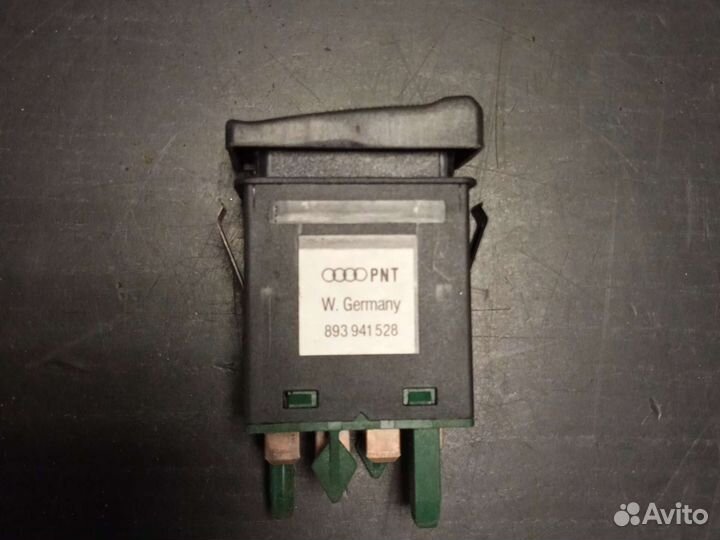 PNT
W. Germany
893 941 528
Avito